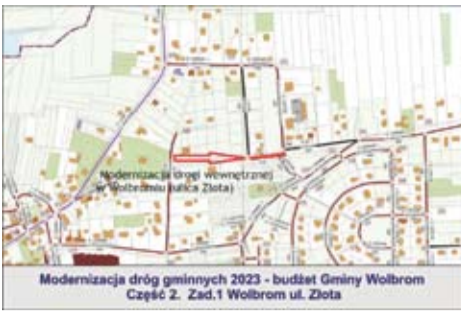 Modernizacja drogi wewnętrznej
w Wolbromiu (ulica Złota)
Modernizacja dróg gminnych 2023 - budżet Gminy Wolbrom
Część 2. Zad.1 Wolbrom ul. Złota